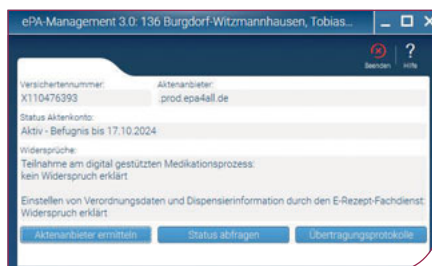 ePA-Management 3.0: 136 Burgdorf-Witzmannhausen, Tobias...
Beenden
Hilfe
Versichertennummer: Aktenanbieter:
X110476393 .prod.epa4all.de
Status Aktenkonto:
Aktiv - Befugnis bis 17.10.2024
Widersprüche:
Teilnahme am digital gestützten Medikationsprozess:
kein Widerspruch erklärt
Einstellen von Verordnungsdaten und Dispensierinformation durch den E-Rezept-Fachdienst:
Widerspruch erklärt
Aktenanbieter ermitteln Status abfragen Übertragungsprotokolle